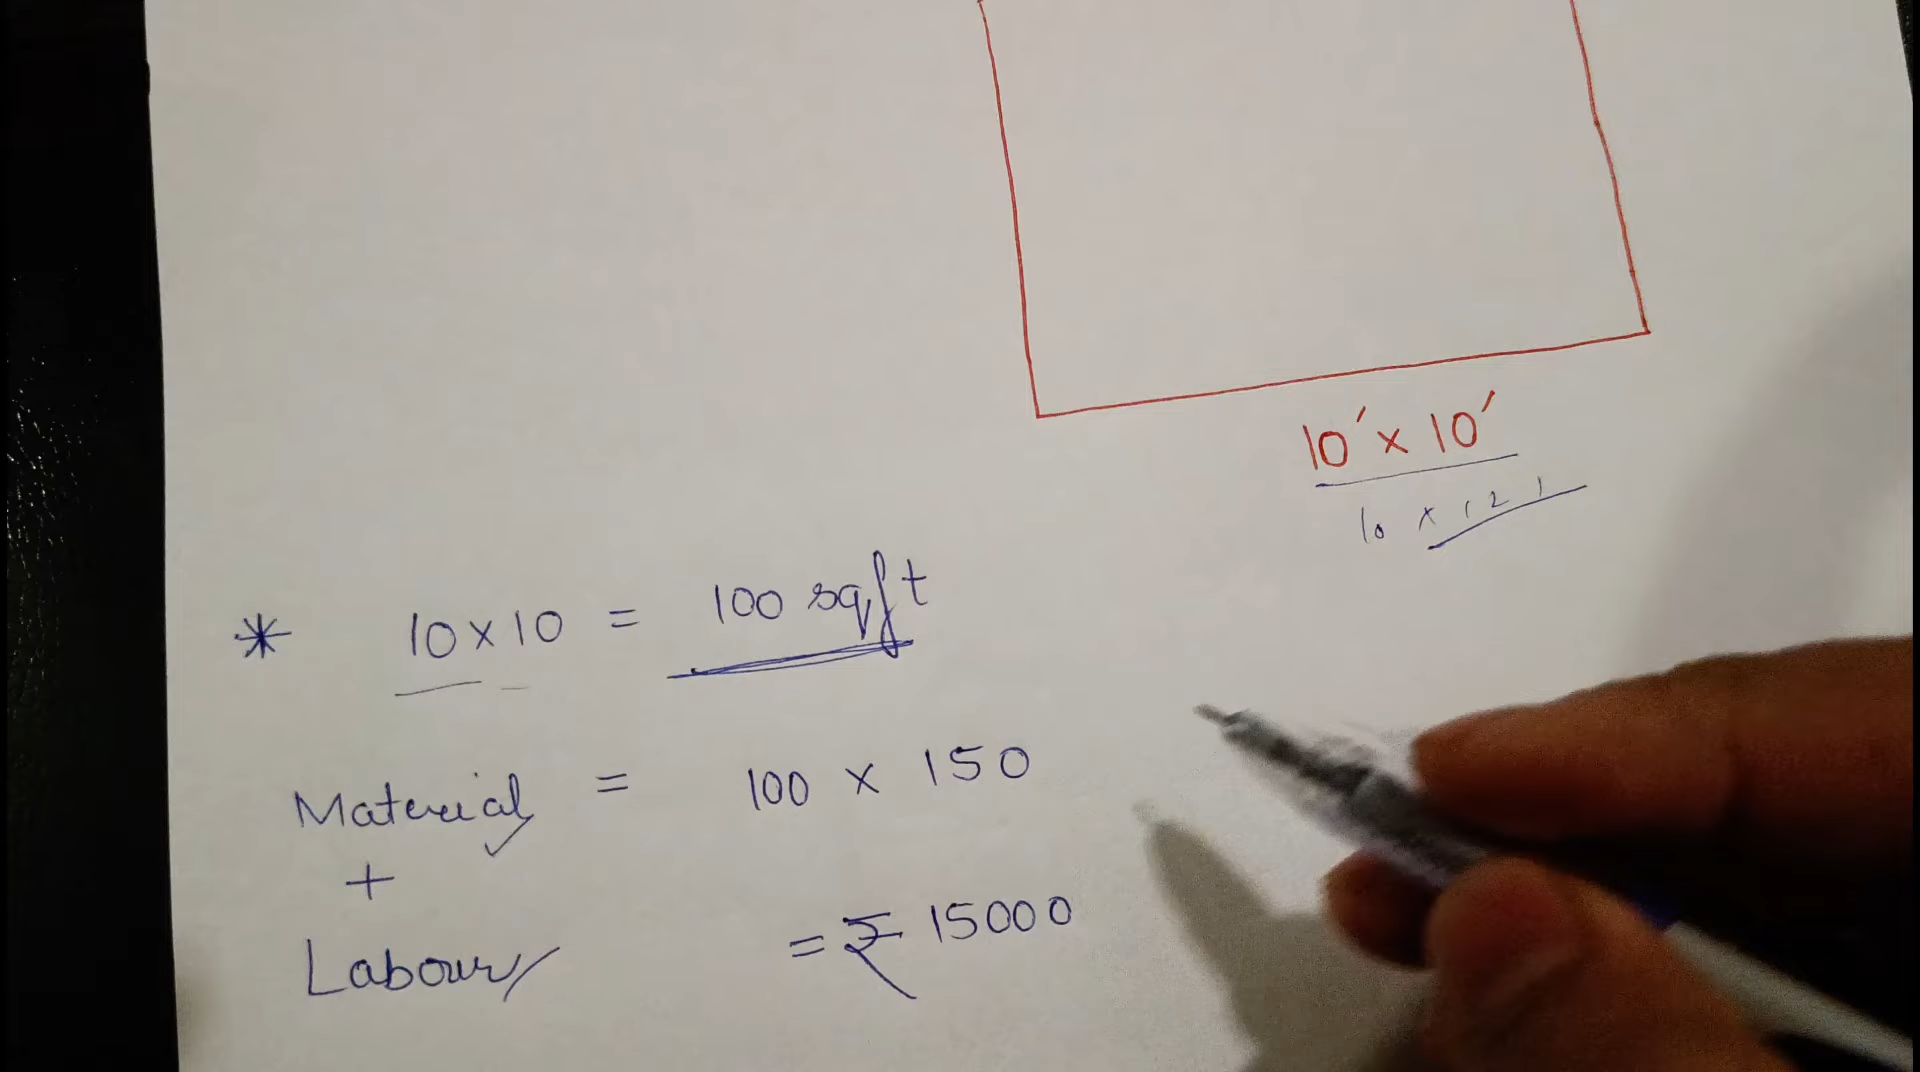 10' x 10'
10 x 12'
* 10 x 10 = 100 sqft
Material = 100 x 150
+
Labour = ₹ 15000